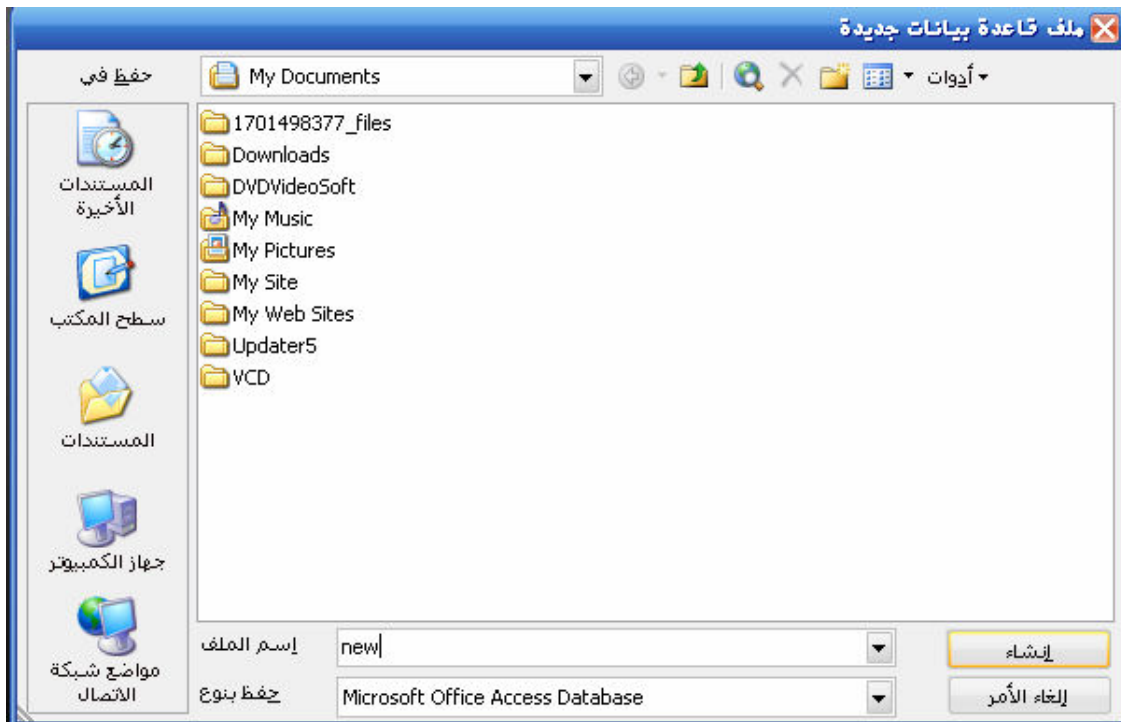 ملف قاعدة بيانات جديدة
حفظ في
My Documents
أدوات
المستندات
الأخيرة
سطح المكتب
المستندات
جهاز الكمبيوتر
مواضع شبكة
الاتصال
1701498377_files
Downloads
DVDVideoSoft
My Music
My Pictures
My Site
My Web Sites
Updater5
VCD
إسم الملف
new
إنشاء
حفظ بنوع
Microsoft Office Access Database
إلغاء الأمر